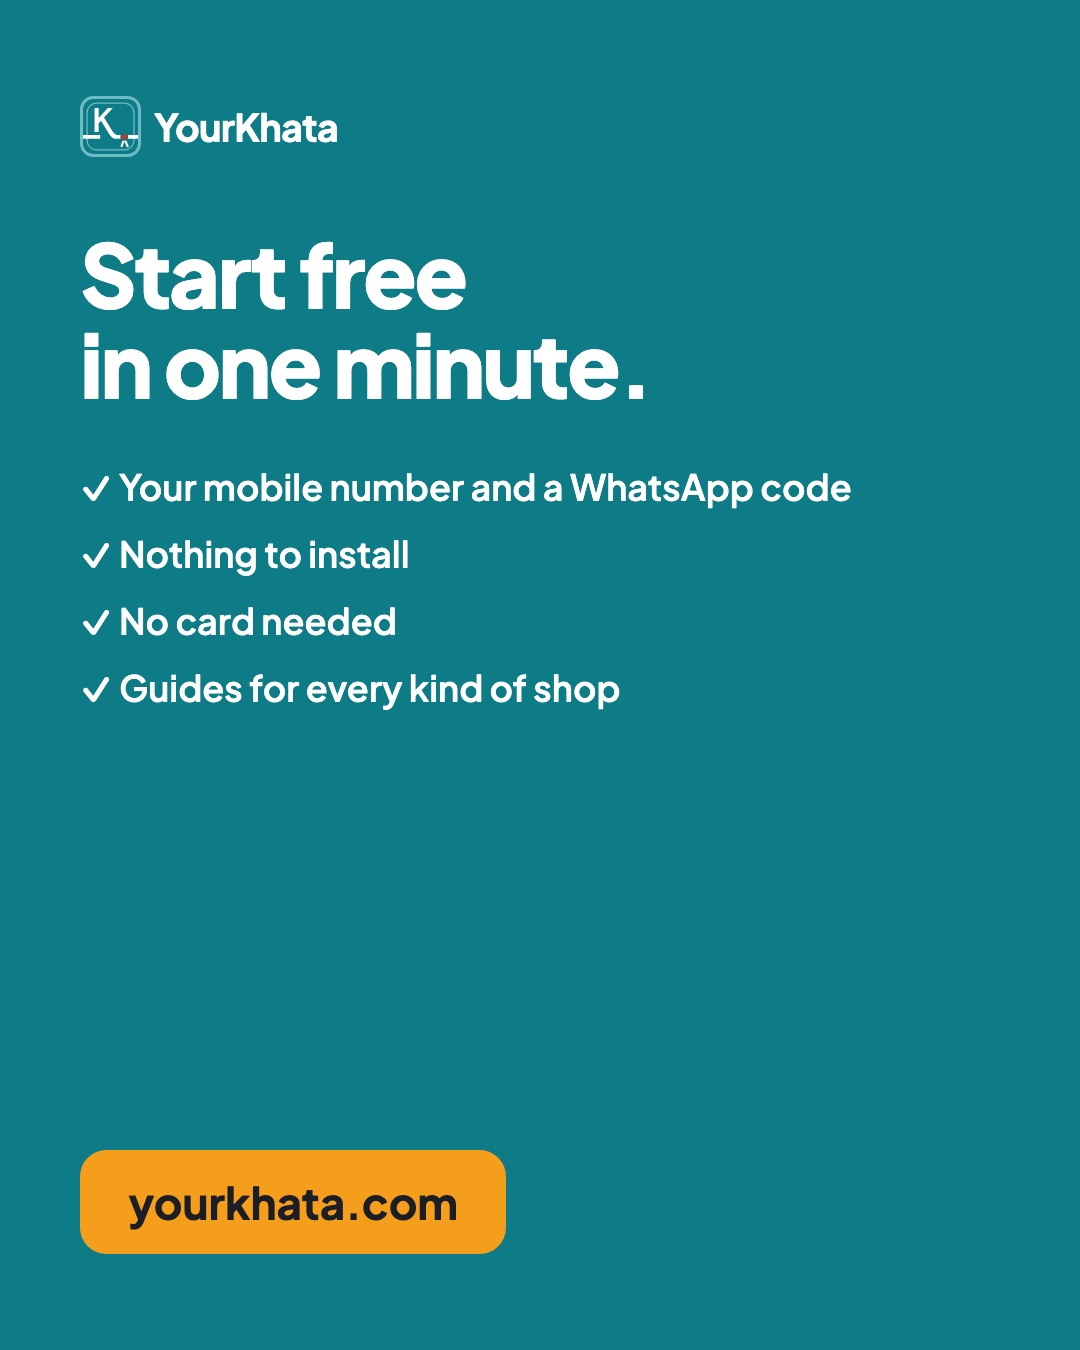 K
YourKhata
Start free
in one minute.
✓ Your mobile number and a WhatsApp code
✓ Nothing to install
✓ No card needed
✓ Guides for every kind of shop
yourkhata.com